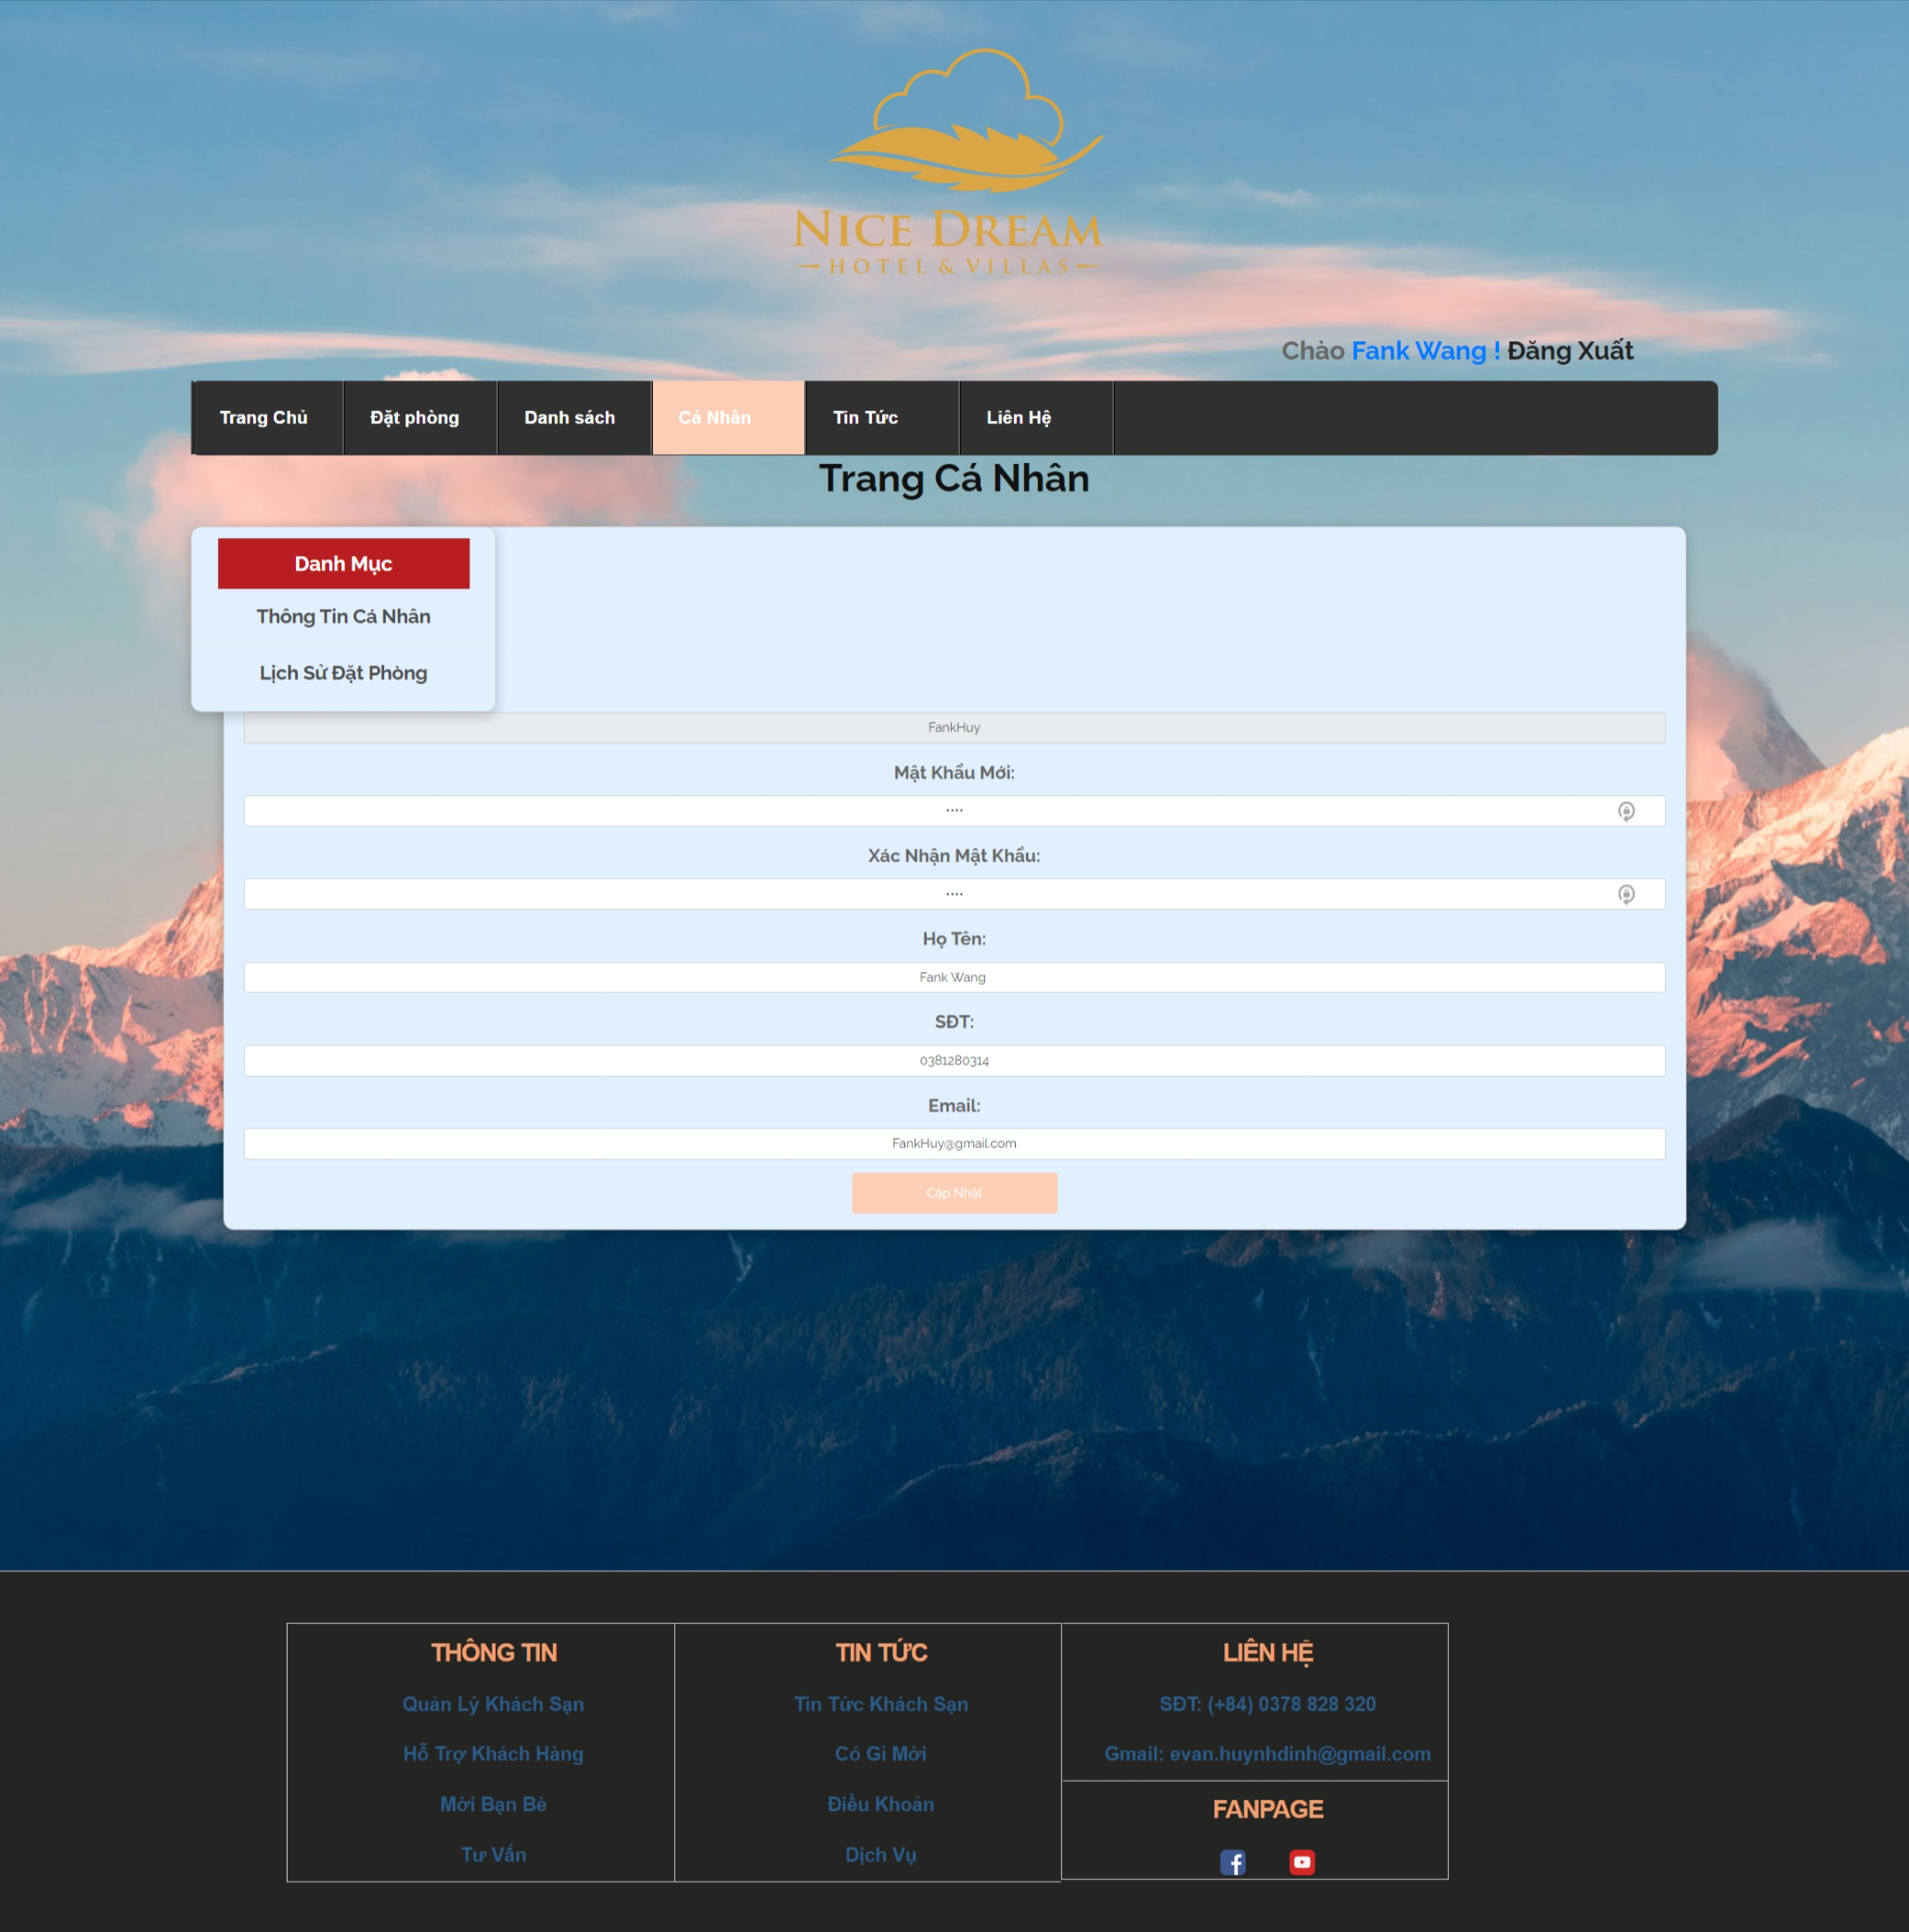 NICE DREAM
HOTEL & VILLAS
Chào Fank Wang ! Đăng Xuất
Trang Chủ Đặt phòng Danh sách Cá Nhân Tin Tức Liên Hệ
Trang Cá Nhân
Danh Mục
Thông Tin Cá Nhân
Lịch Sử Đặt Phòng
FankHuy
Mật Khẩu Mới:
····
Xác Nhận Mật Khẩu:
····
Họ Tên:
Fank Wang
SĐT:
0381280314
Email:
FankHuy@gmail.com
Cập Nhật
THÔNG TIN
Quản Lý Khách Sạn
Hỗ Trợ Khách Hàng
Mời Bạn Bè
Tư Vấn
TIN TỨC
Tin Tức Khách Sạn
Có Gì Mới
Điều Khoản
Dịch Vụ
LIÊN HỆ
SĐT: (+84) 0378 828 320
Gmail: evan.huynhdinh@gmail.com
FANPAGE